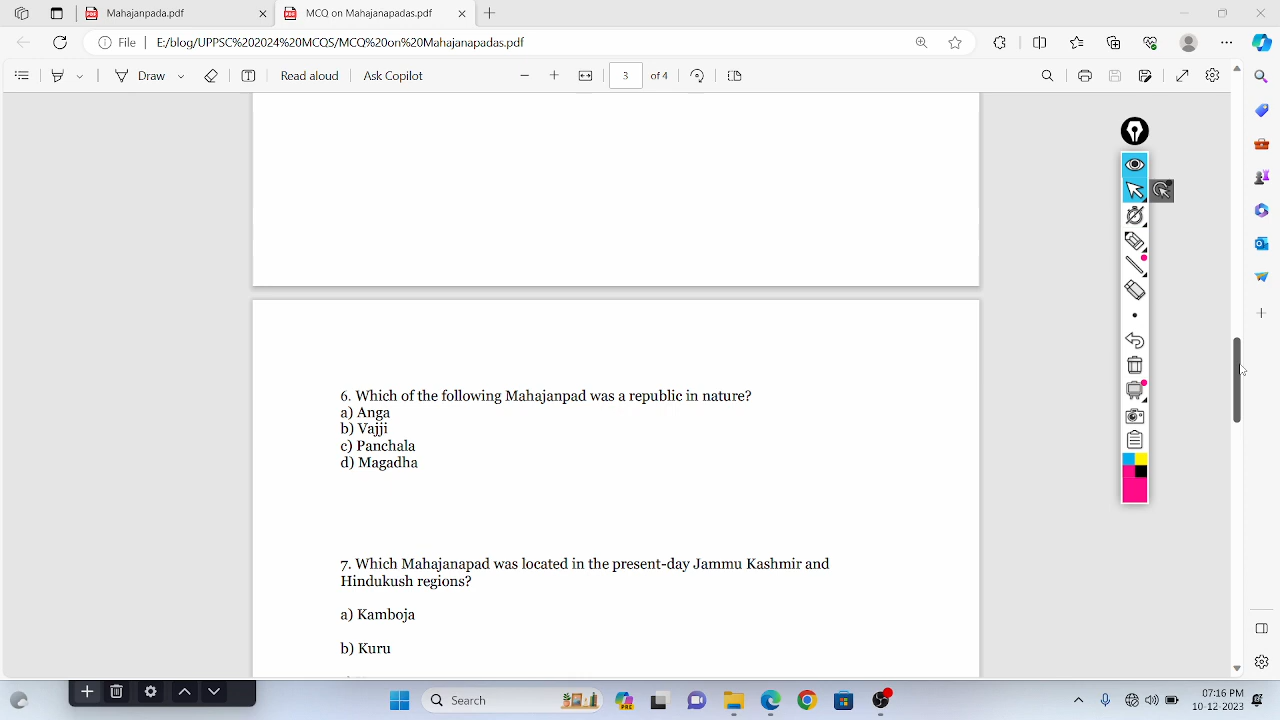 Mahajanpada.pdf
MCQ on Mahajanapadas.pdf
File
E:/blog/UPPSC%202024%20MCQS/MCQ%20on%20Mahajanapadas.pdf
Draw
Read aloud
Ask Copilot
3
of 4
6. Which of the following Mahajanpad was a republic in nature?
a) Anga
b) Vajji
c) Panchala
d) Magadha
7. Which Mahajanapad was located in the present-day Jammu Kashmir and
Hindukush regions?
a) Kamboja
b) Kuru
Search
07:16 PM
10-12-2023